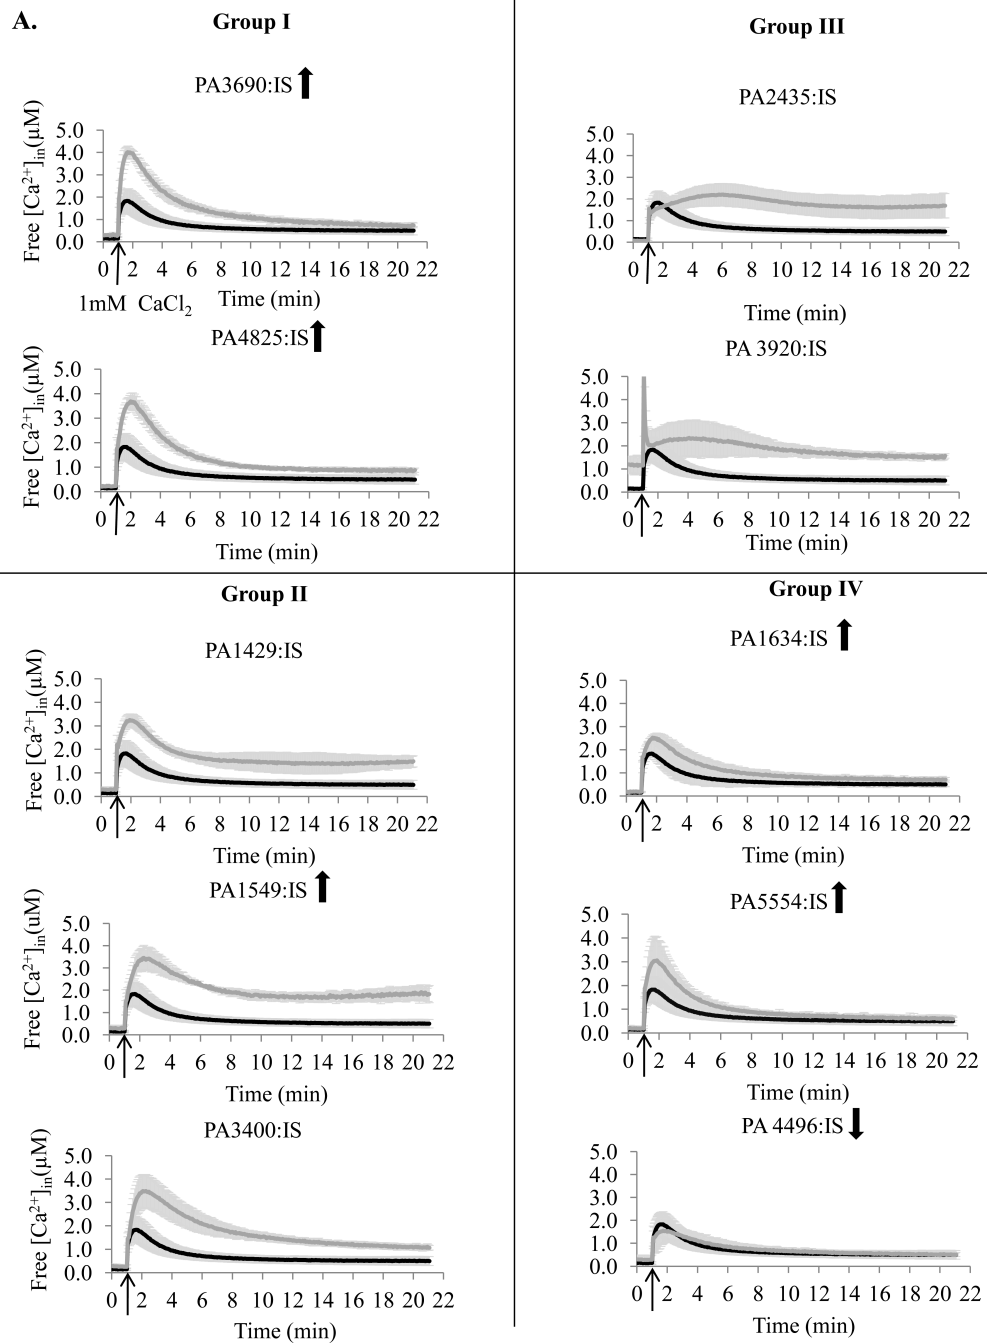 A.
Group I
PA3690:IS
Free [Ca²⁺]in(µM)
5.0
4.0
3.0
2.0
1.0
0.0
0 2 4 6 8 10 12 14 16 18 20 22
1mM CaCl₂
Time (min)
PA4825:IS
Free [Ca²⁺]in(µM)
5.0
4.0
3.0
2.0
1.0
0.0
0 2 4 6 8 10 12 14 16 18 20 22
Time (min)
Group III
PA2435:IS
5.0
4.0
3.0
2.0
1.0
0.0
0 2 4 6 8 10 12 14 16 18 20 22
Time (min)
PA 3920:IS
5.0
4.0
3.0
2.0
1.0
0.0
0 2 4 6 8 10 12 14 16 18 20 22
Time (min)
Group II
PA1429:IS
Free [Ca²⁺]in(µM)
5.0
4.0
3.0
2.0
1.0
0.0
0 2 4 6 8 10 12 14 16 18 20 22
Time (min)
PA1549:IS
Free [Ca²⁺]in(uM)
5.0
4.0
3.0
2.0
1.0
0.0
0 2 4 6 8 10 12 14 16 18 20 22
Time (min)
PA3400:IS
Free [Ca²⁺]in(µM)
5.0
4.0
3.0
2.0
1.0
0.0
0 2 4 6 8 10 12 14 16 18 20 22
Time (min)
Group IV
PA1634:IS
5.0
4.0
3.0
2.0
1.0
0.0
0 2 4 6 8 10 12 14 16 18 20 22
Time (min)
PA5554:IS
5.0
4.0
3.0
2.0
1.0
0.0
0 2 4 6 8 10 12 14 16 18 20 22
Time (min)
PA 4496:IS
5.0
4.0
3.0
2.0
1.0
0.0
0 2 4 6 8 10 12 14 16 18 20 22
Time (min)